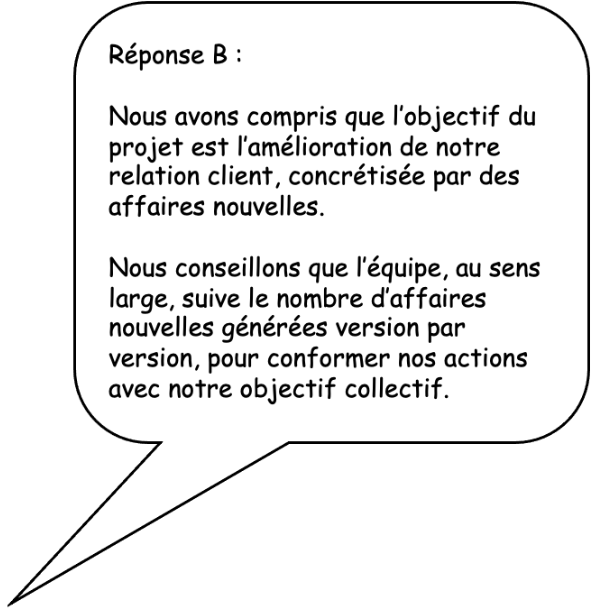 Réponse B :
Nous avons compris que l'objectif du
projet est l'amélioration de notre
relation client, concrétisée par des
affaires nouvelles.
Nous conseillons que l'équipe, au sens
large, suive le nombre d'affaires
nouvelles générées version par
version, pour conformer nos actions
avec notre objectif collectif.